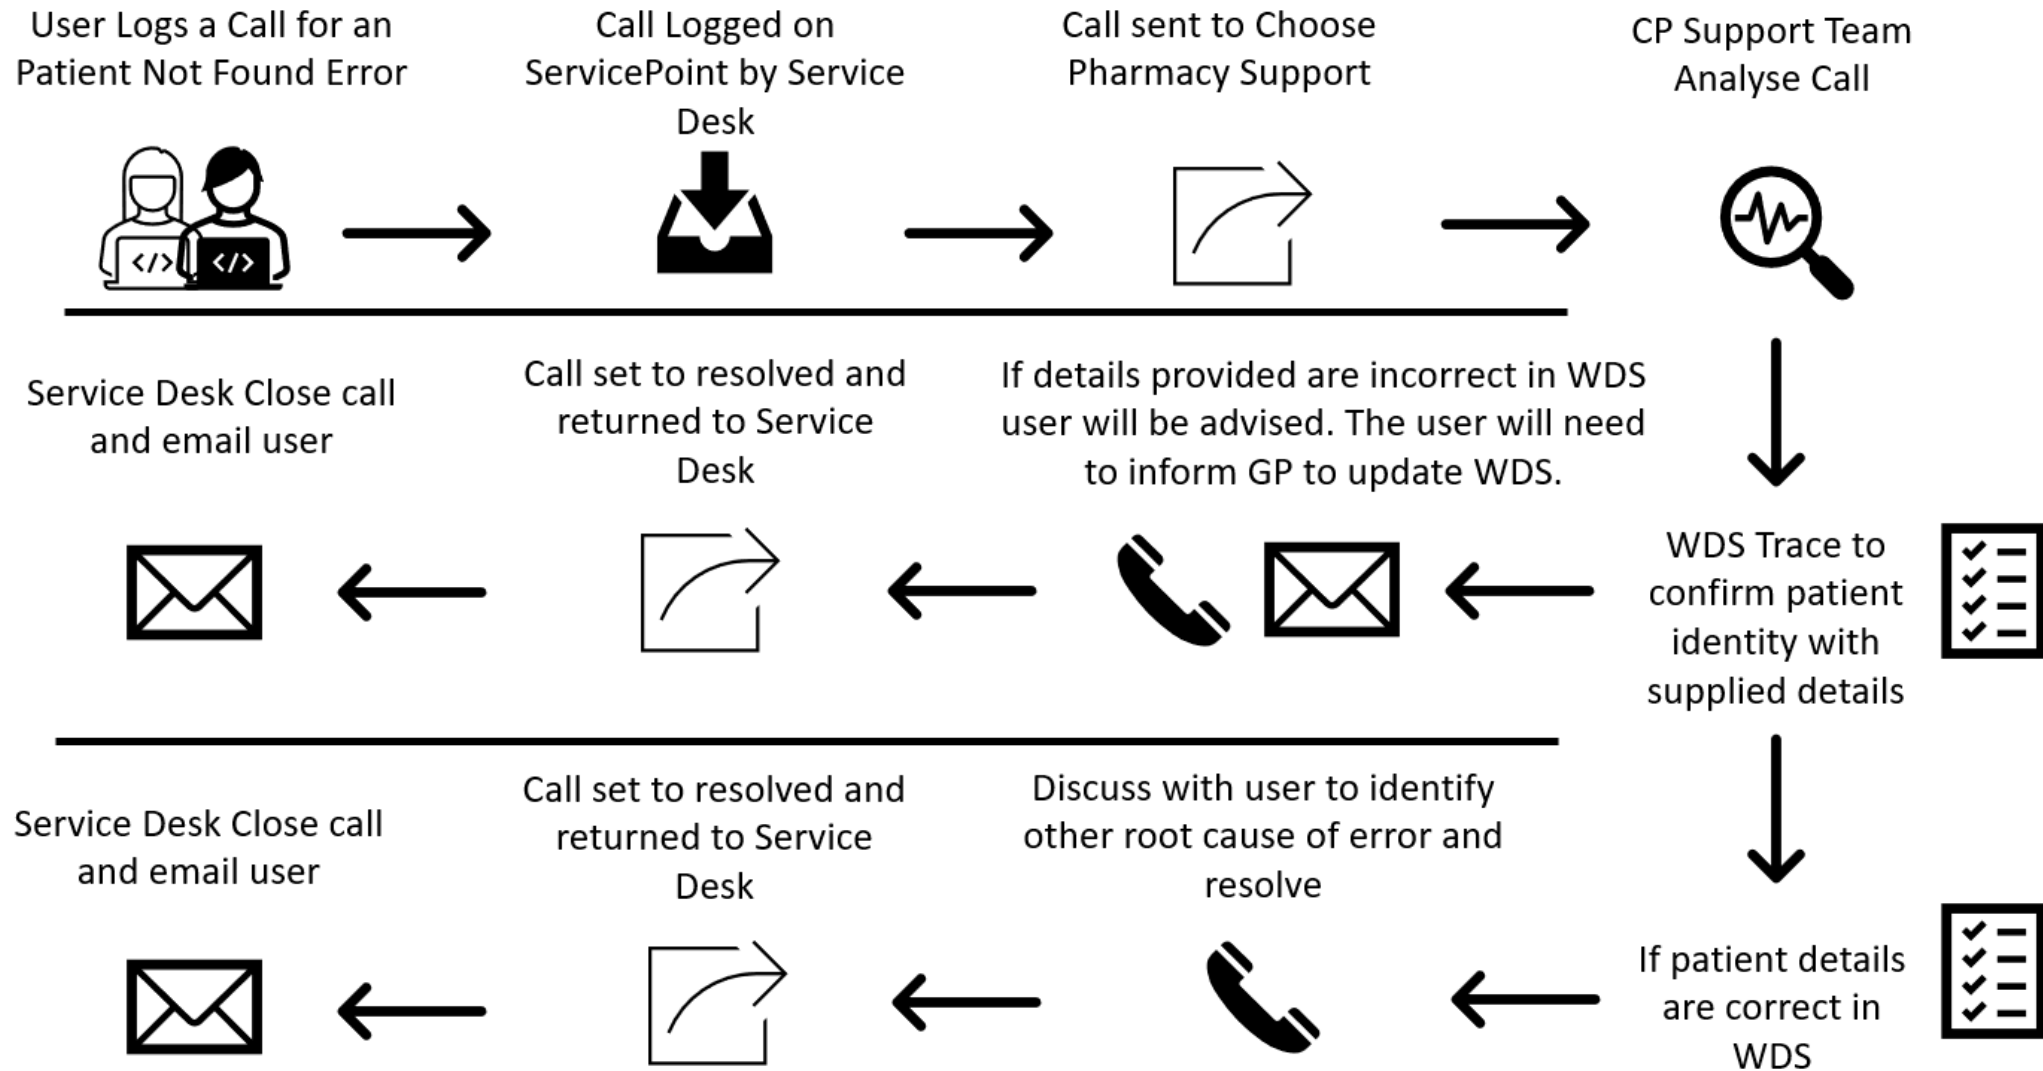 User Logs a Call for an
Patient Not Found Error
Call Logged on
ServicePoint by Service
Desk
Call sent to Choose
Pharmacy Support
CP Support Team
Analyse Call
</>
</>
Service Desk Close call
and email user
Call set to resolved and
returned to Service
Desk
If details provided are incorrect in WDS
user will be advised. The user will need
to inform GP to update WDS.
WDS Trace to
confirm patient
identity with
supplied details
Service Desk Close call
and email user
Call set to resolved and
returned to Service
Desk
Discuss with user to identify
other root cause of error and
resolve
If patient details
are correct in
WDS